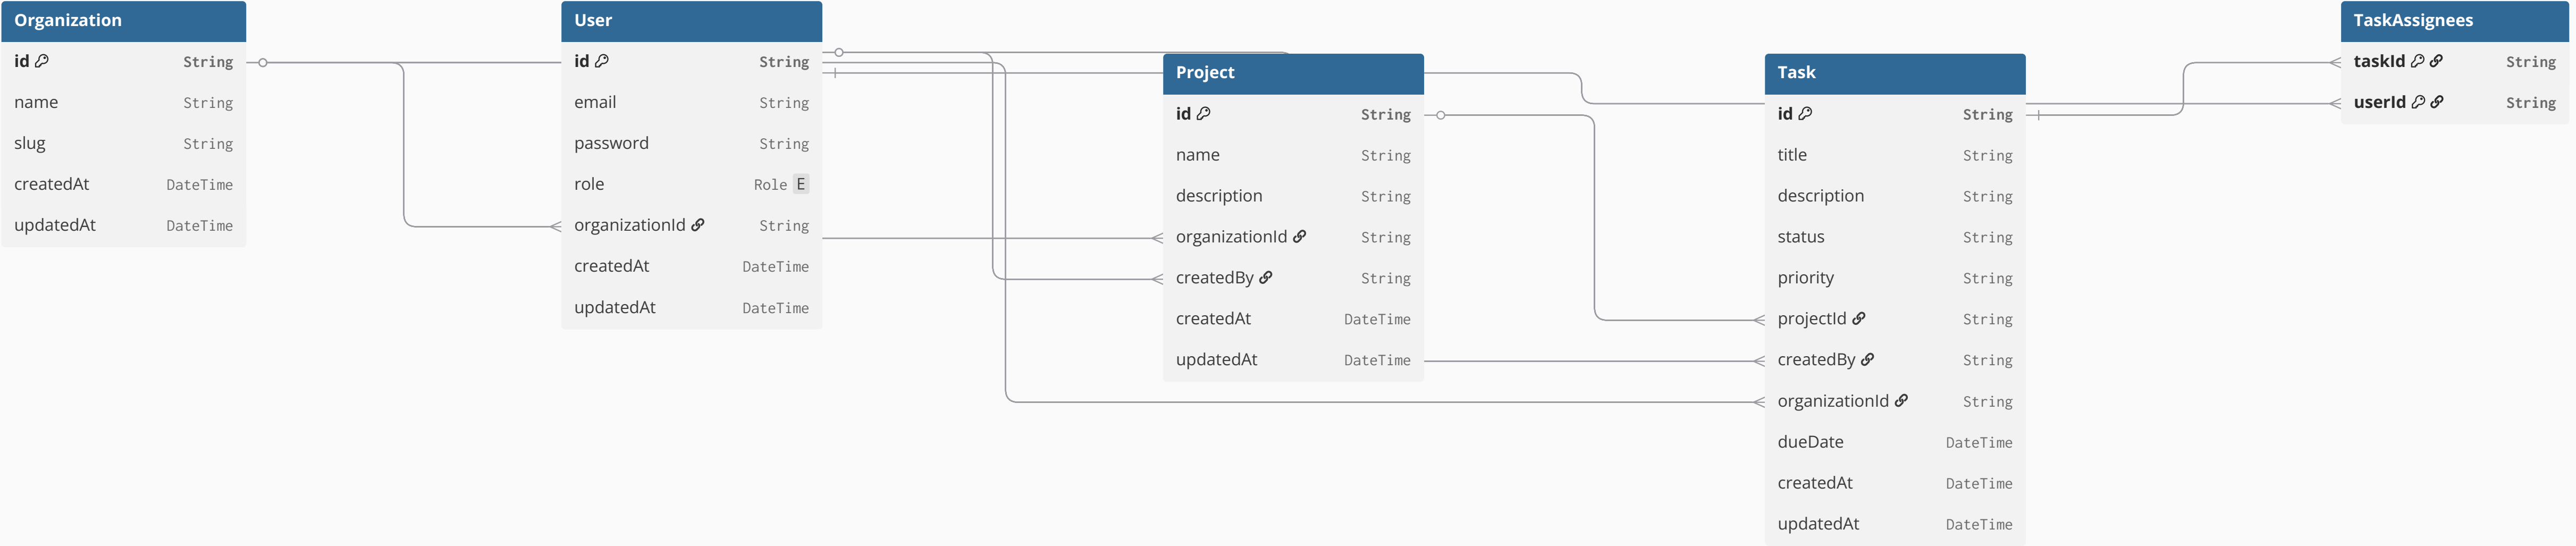 Organization
id String
name String
slug String
createdAt DateTime
updatedAt DateTime
User
id String
email String
password String
role Role E
organizationId String
createdAt DateTime
updatedAt DateTime
Project
id String
name String
description String
organizationId String
createdBy String
createdAt DateTime
updatedAt DateTime
Task
id String
title String
description String
status String
priority String
projectId String
createdBy String
organizationId String
dueDate DateTime
createdAt DateTime
updatedAt DateTime
TaskAssignees
taskId String
userId String